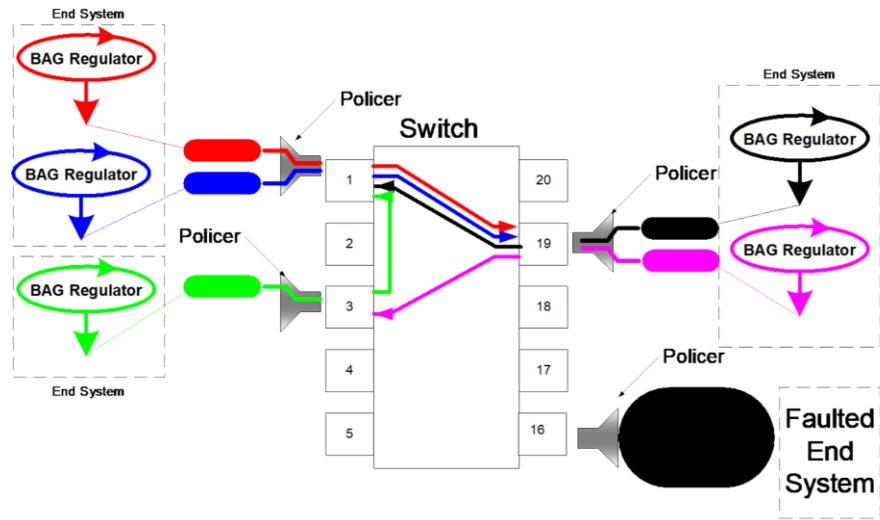 End System
BAG Regulator
BAG Regulator
Policer
Switch
1
2
3
4
5
20
19
18
17
16
Policer
BAG Regulator
End System
Policer
End System
BAG Regulator
BAG Regulator
Policer
Faulted
End
System